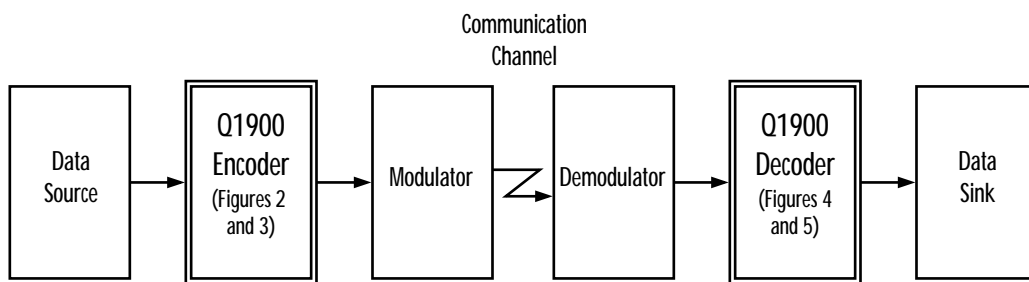 Communication
Channel
Data
Source
Q1900
Encoder
(Figures 2
and 3)
Modulator
Demodulator
Q1900
Decoder
(Figures 4
and 5)
Data
Sink